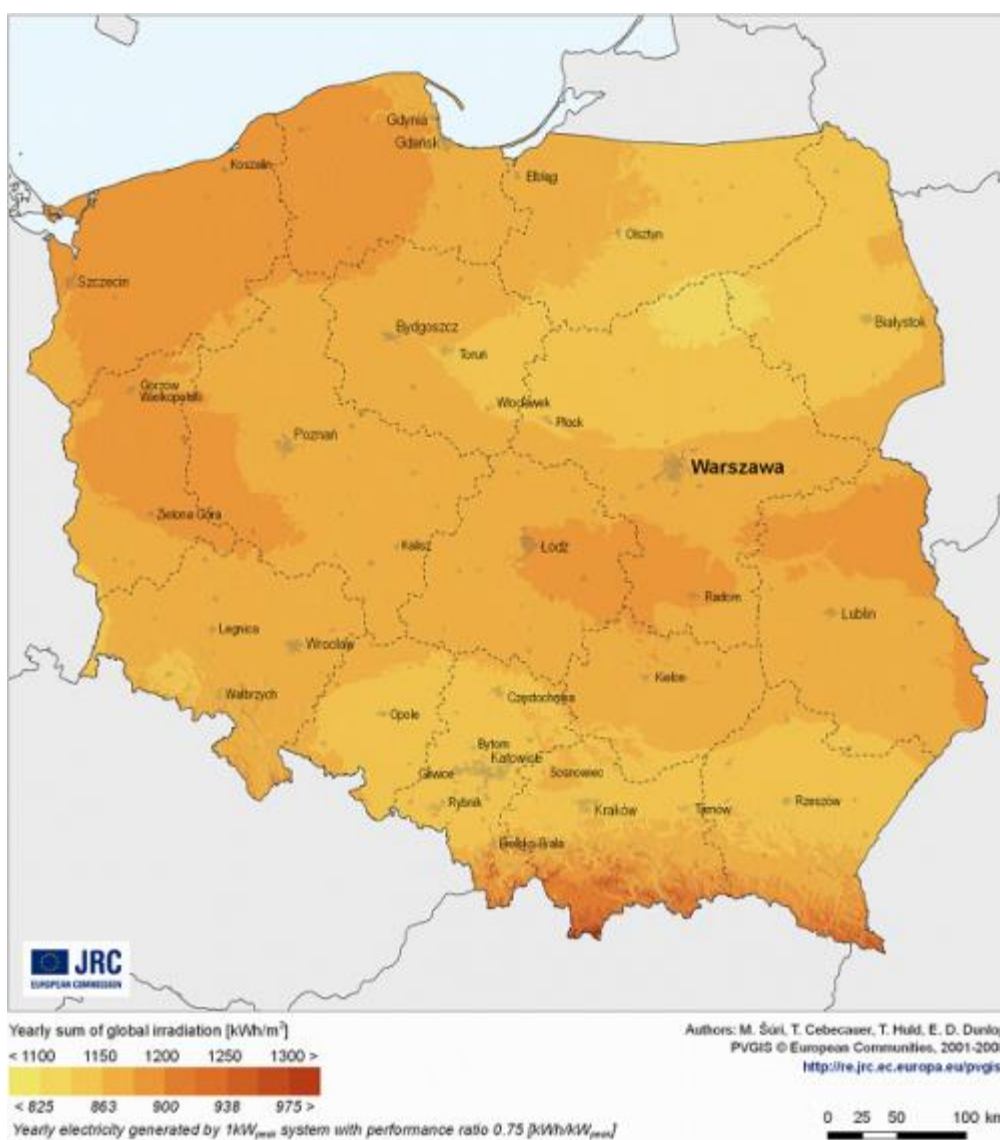 Gdynia
Gdańsk
Koszalin
Elbląg
Olsztyn
Szczecin
Białystok
Bydgoszcz
Toruń
Gorzów
Wielkopolski
Włocławek
Płock
Poznań
Warszawa
Zielona Góra
Kalisz
Łódź
Radom
Lublin
Legnica
Wrocław
Kielce
Wałbrzych
Częstochowa
Opole
Bytom
Katowice
Gliwice
Sosnowiec
Rybnik
Kraków
Tarnów
Rzeszów
Bielsko-Biała
JRC
EUROPEAN COMMISSION
Yearly sum of global irradiation [kWh/m²]
< 1100 1150 1200 1250 1300 >
< 825 863 900 938 975 >
Yearly electricity generated by 1kWpeak system with performance ratio 0.75 [kWh/kWpeak]
Authors: M. Šúri, T. Cebecauer, T. Huld, E. D. Dunlop
PVGIS © European Communities, 2001-200
http://re.jrc.ec.europa.eu/pvgis
0 25 50 100 km